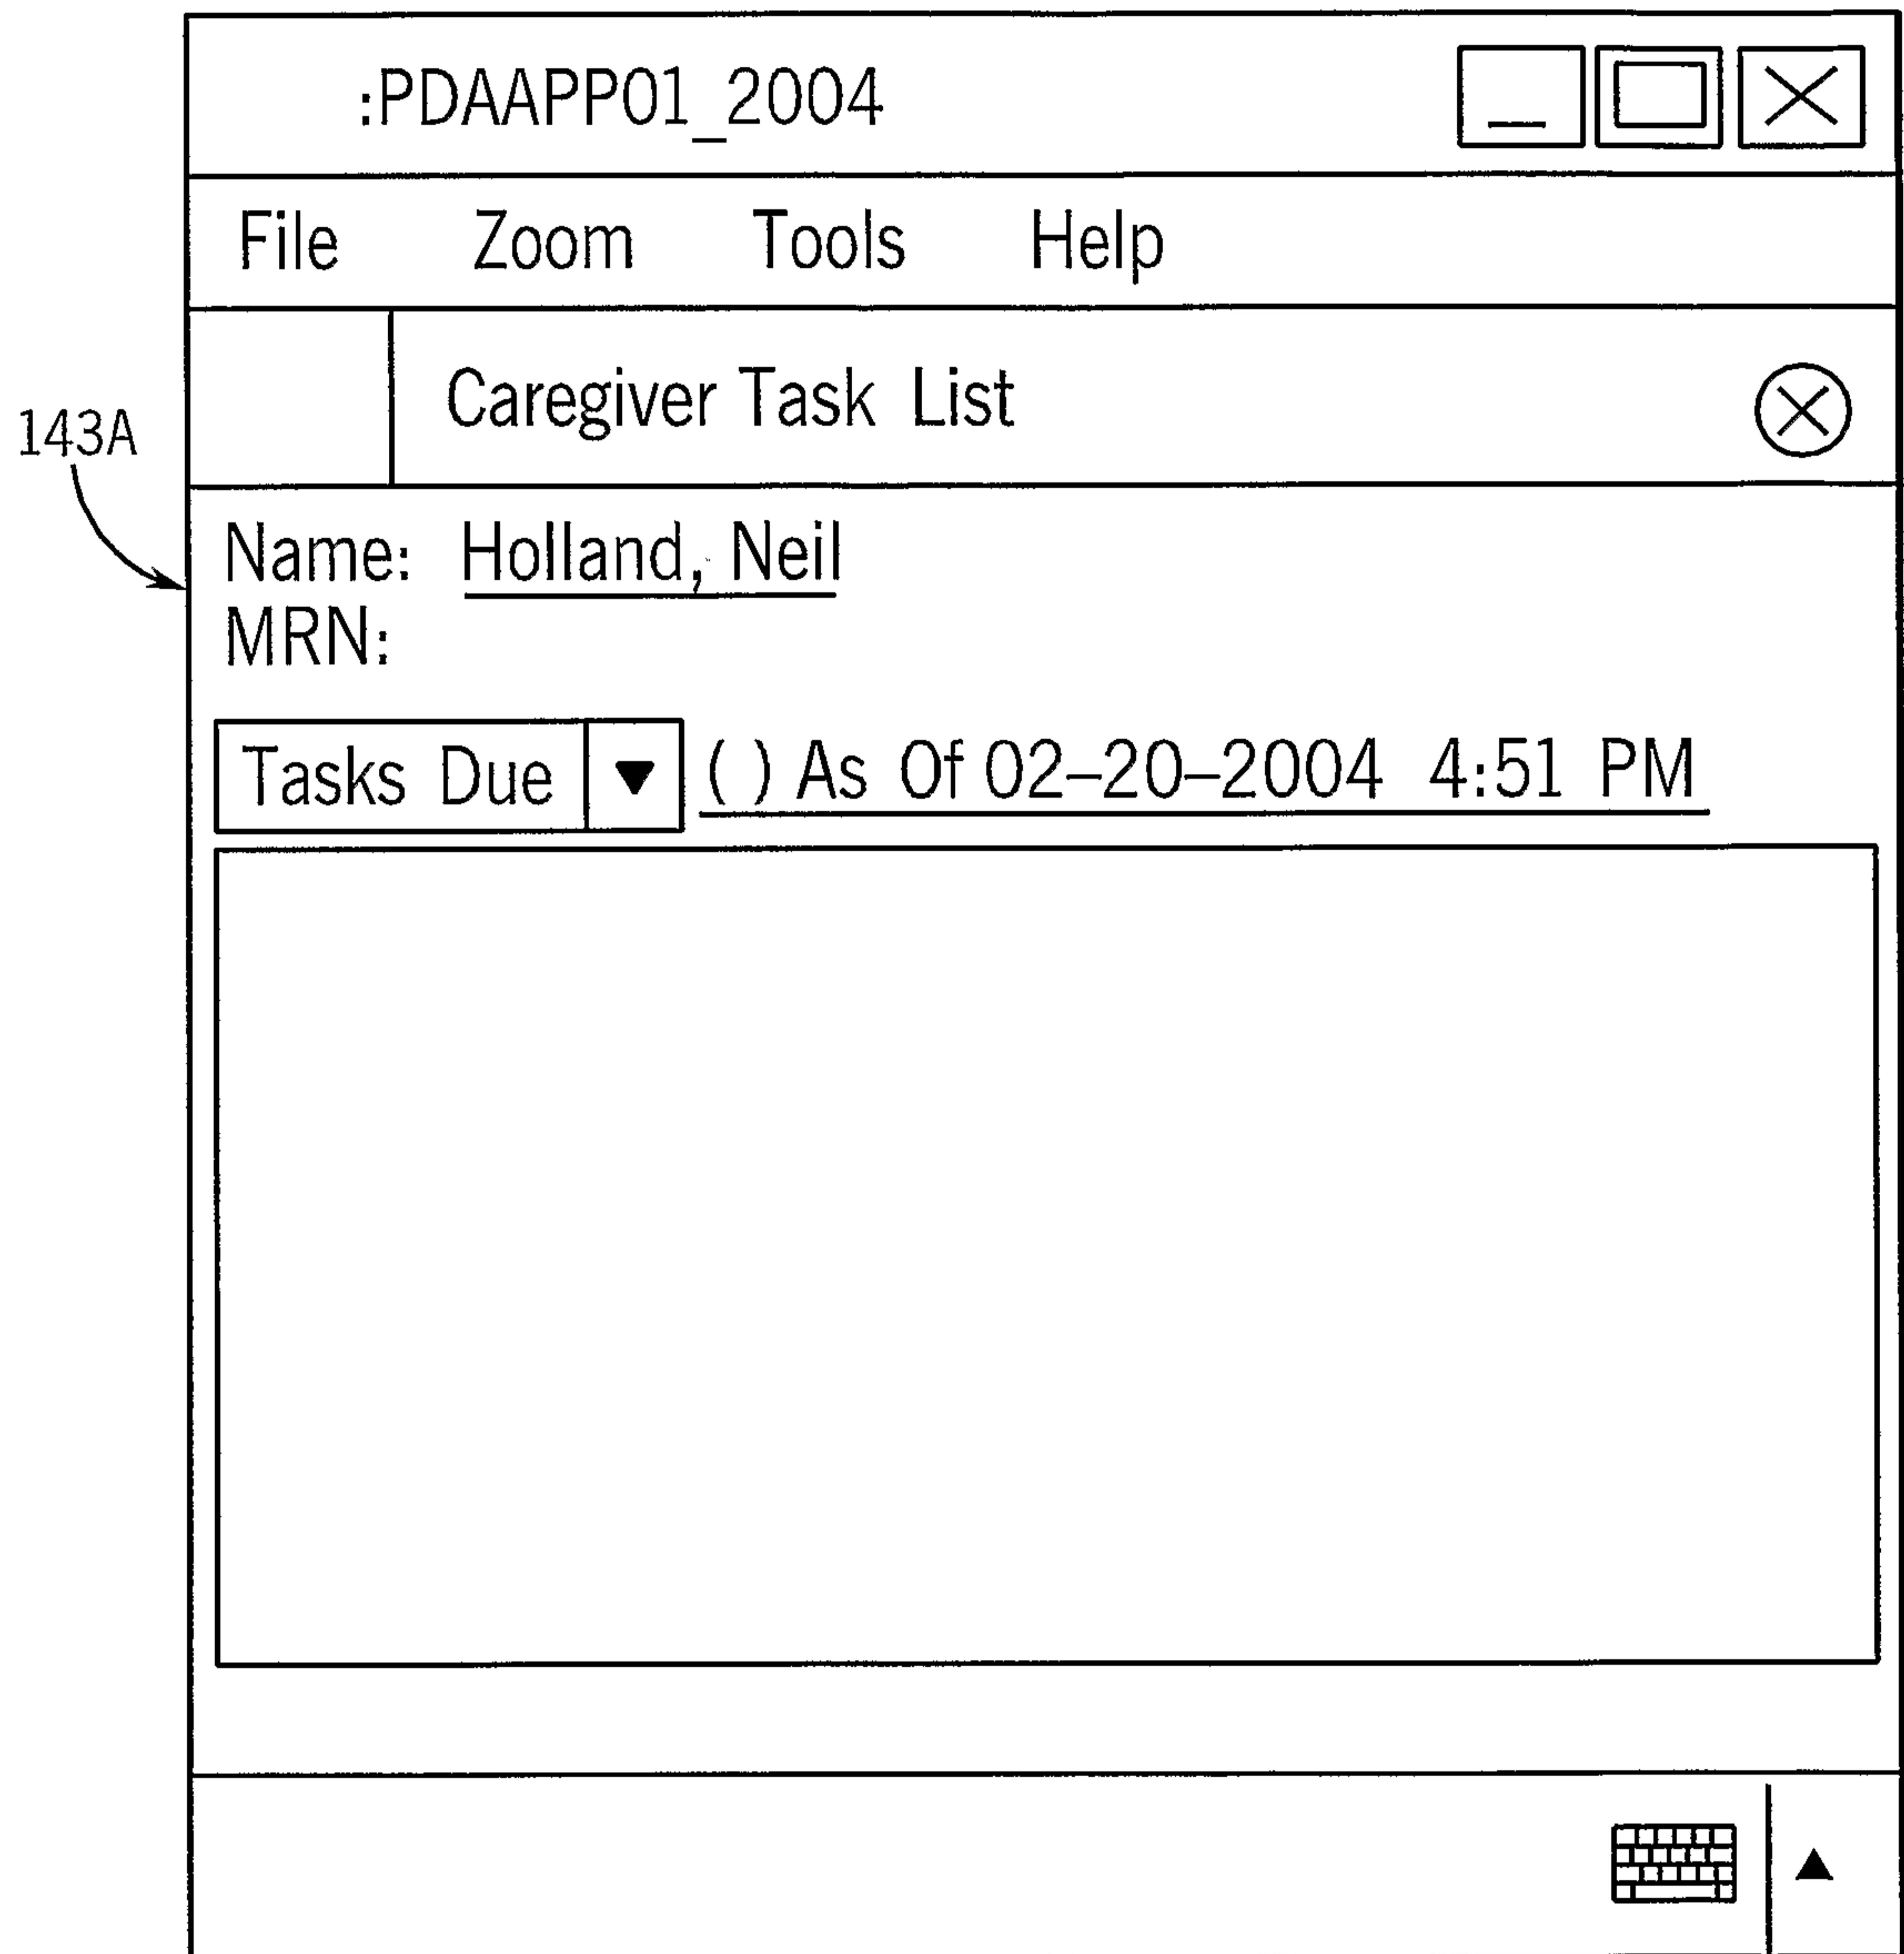 :PDAAPP01_2004
File Zoom Tools Help
Caregiver Task List
143A
Name: Holland, Neil
MRN:
Tasks Due ( ) As Of 02–20–2004 4:51 PM